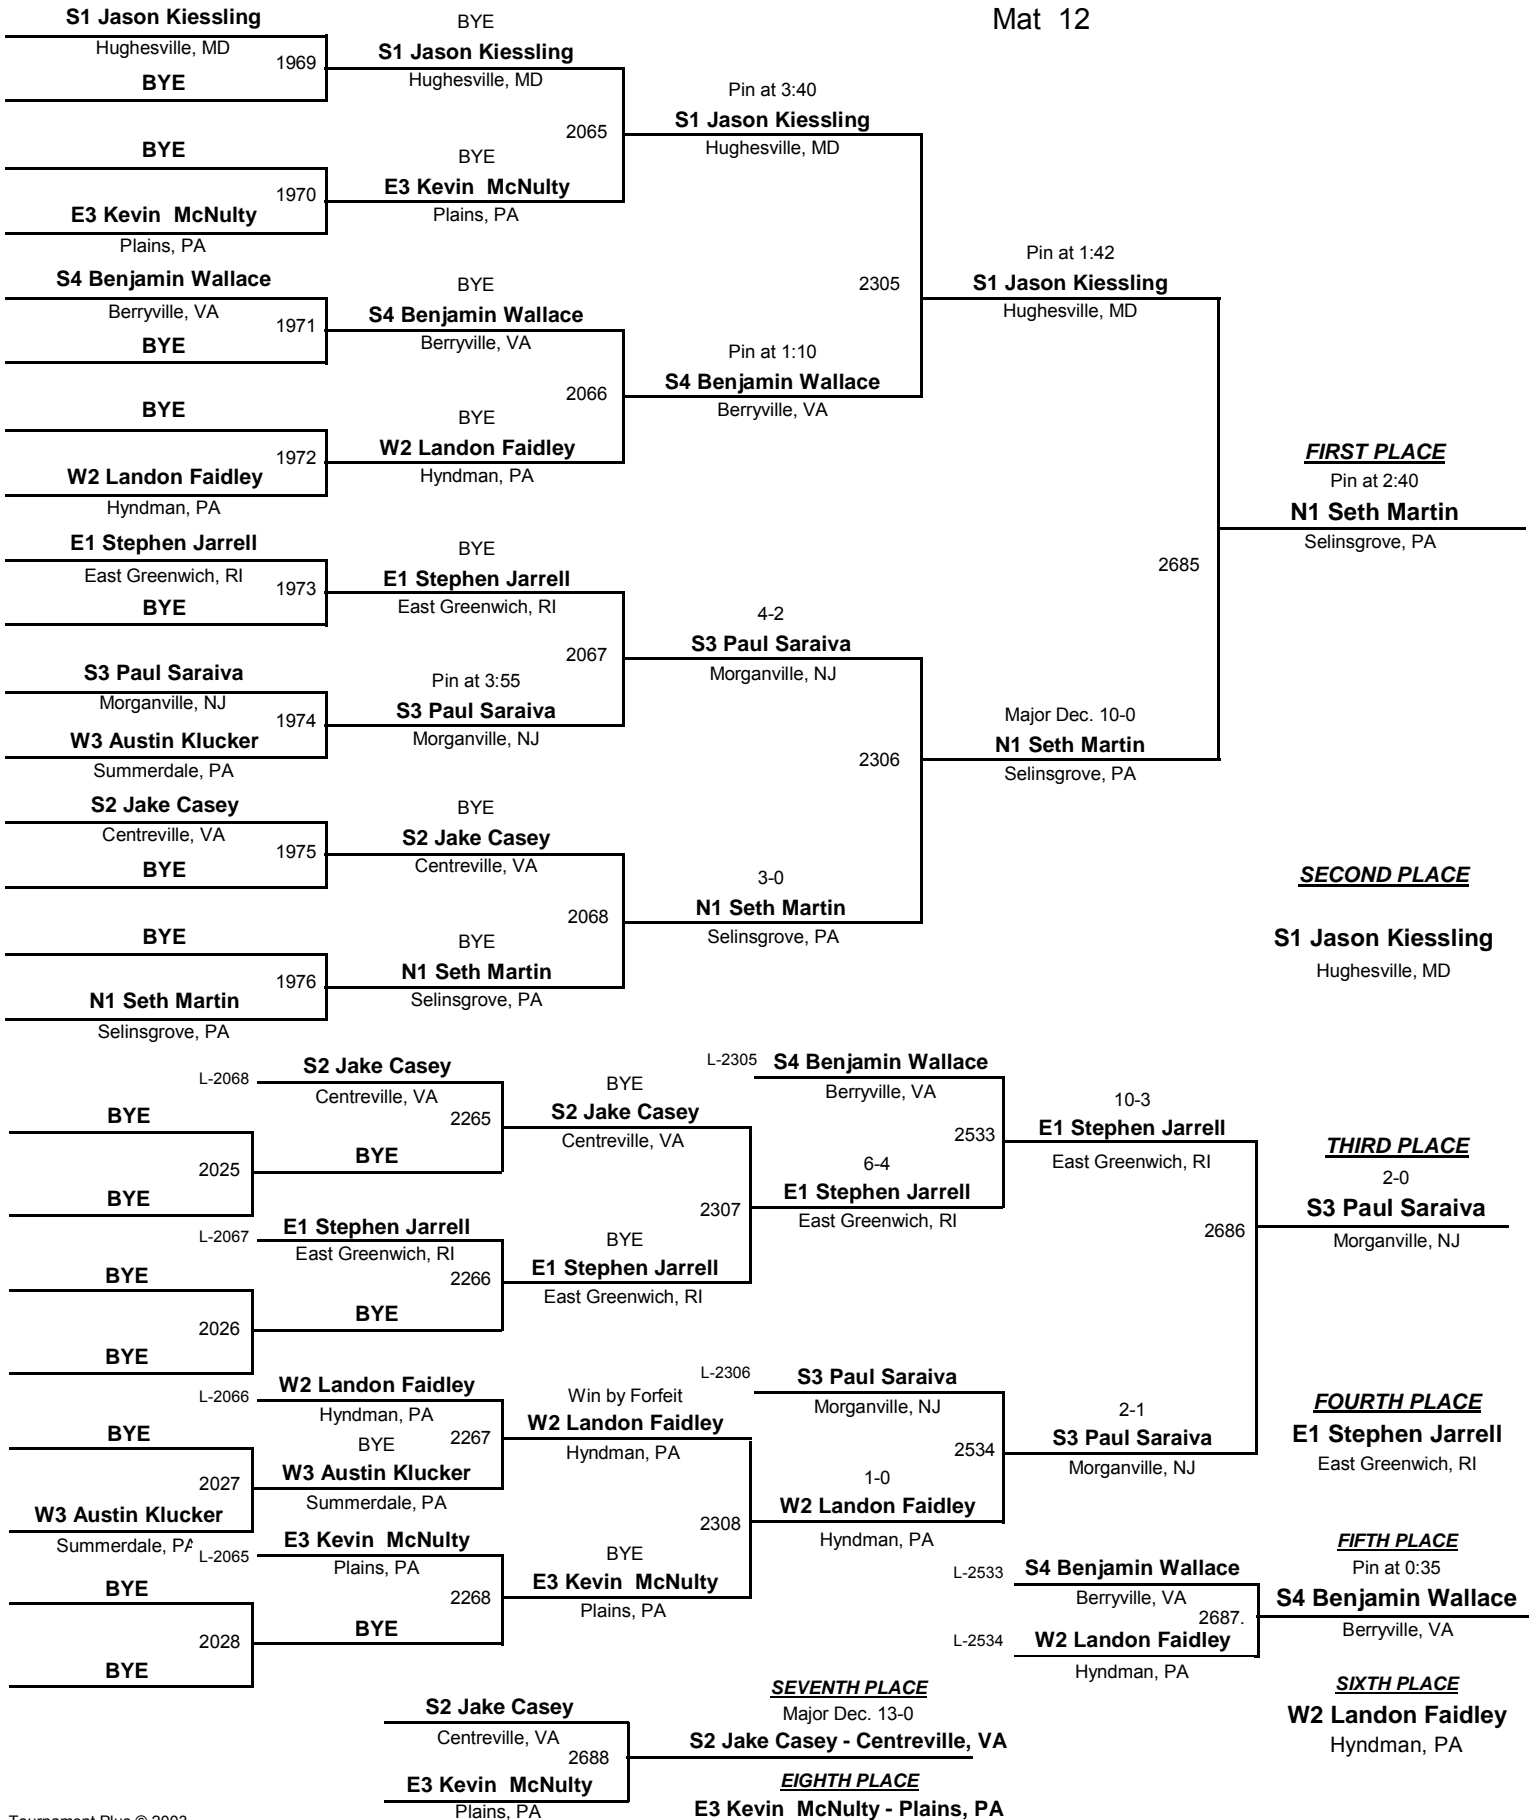 Mat 12
S1 Jason Kiessling
Hughesville, MD
1969
BYE
BYE
S1 Jason Kiessling
Hughesville, MD
2065
BYE
1970
E3 Kevin McNulty
Plains, PA
BYE
E3 Kevin McNulty
Plains, PA
Pin at 3:40
S1 Jason Kiessling
Hughesville, MD
S4 Benjamin Wallace
Berryville, VA
1971
BYE
BYE
S4 Benjamin Wallace
Berryville, VA
2066
BYE
1972
W2 Landon Faidley
Hyndman, PA
BYE
W2 Landon Faidley
Hyndman, PA
Pin at 1:10
S4 Benjamin Wallace
Berryville, VA
2305
Pin at 1:42
S1 Jason Kiessling
Hughesville, MD
E1 Stephen Jarrell
East Greenwich, RI
1973
BYE
BYE
E1 Stephen Jarrell
East Greenwich, RI
2067
S3 Paul Saraiva
Morganville, NJ
1974
W3 Austin Klucker
Summerdale, PA
Pin at 3:55
S3 Paul Saraiva
Morganville, NJ
4-2
S3 Paul Saraiva
Morganville, NJ
S2 Jake Casey
Centreville, VA
1975
BYE
BYE
S2 Jake Casey
Centreville, VA
2068
BYE
1976
N1 Seth Martin
Selinsgrove, PA
BYE
N1 Seth Martin
Selinsgrove, PA
3-0
N1 Seth Martin
Selinsgrove, PA
2306
Major Dec. 10-0
N1 Seth Martin
Selinsgrove, PA
2685
FIRST PLACE
Pin at 2:40
N1 Seth Martin
Selinsgrove, PA
SECOND PLACE
S1 Jason Kiessling
Hughesville, MD
L-2068
S2 Jake Casey
Centreville, VA
2265
BYE
2025
BYE
BYE
BYE
S2 Jake Casey
Centreville, VA
L-2067
E1 Stephen Jarrell
East Greenwich, RI
2266
BYE
2026
BYE
BYE
BYE
E1 Stephen Jarrell
East Greenwich, RI
2307
L-2305
S4 Benjamin Wallace
Berryville, VA
2533
6-4
E1 Stephen Jarrell
East Greenwich, RI
10-3
E1 Stephen Jarrell
East Greenwich, RI
L-2066
W2 Landon Faidley
Hyndman, PA
BYE
2267
BYE
2027
W3 Austin Klucker
Summerdale, PA
W3 Austin Klucker
Summerdale, PA
Win by Forfeit
W2 Landon Faidley
Hyndman, PA
L-2065
E3 Kevin McNulty
Plains, PA
2268
BYE
2028
BYE
BYE
BYE
E3 Kevin McNulty
Plains, PA
2308
L-2306
S3 Paul Saraiva
Morganville, NJ
2534
1-0
W2 Landon Faidley
Hyndman, PA
2-1
S3 Paul Saraiva
Morganville, NJ
2686
THIRD PLACE
2-0
S3 Paul Saraiva
Morganville, NJ
FOURTH PLACE
E1 Stephen Jarrell
East Greenwich, RI
L-2533
S4 Benjamin Wallace
Berryville, VA
2687.
L-2534
W2 Landon Faidley
Hyndman, PA
FIFTH PLACE
Pin at 0:35
S4 Benjamin Wallace
Berryville, VA
SIXTH PLACE
W2 Landon Faidley
Hyndman, PA
S2 Jake Casey
Centreville, VA
2688
E3 Kevin McNulty
Plains, PA
SEVENTH PLACE
Major Dec. 13-0
S2 Jake Casey - Centreville, VA
EIGHTH PLACE
E3 Kevin McNulty - Plains, PA
Tournament Plus © 2003